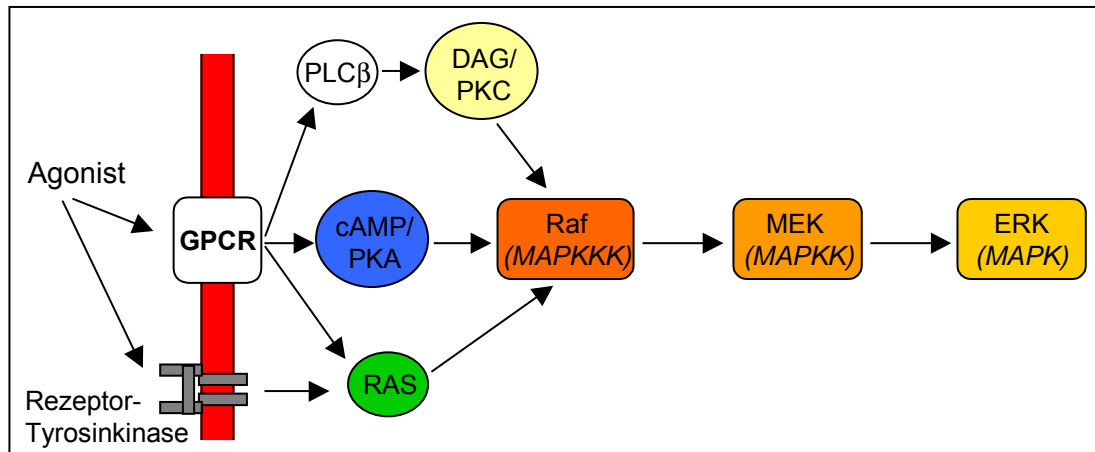 PLCβ
DAG/
PKC
Agonist
GPCR
cAMP/
PKA
Raf
(MAPKKK)
MEK
(MAPKK)
ERK
(MAPK)
RAS
Rezeptor-
Tyrosinkinase